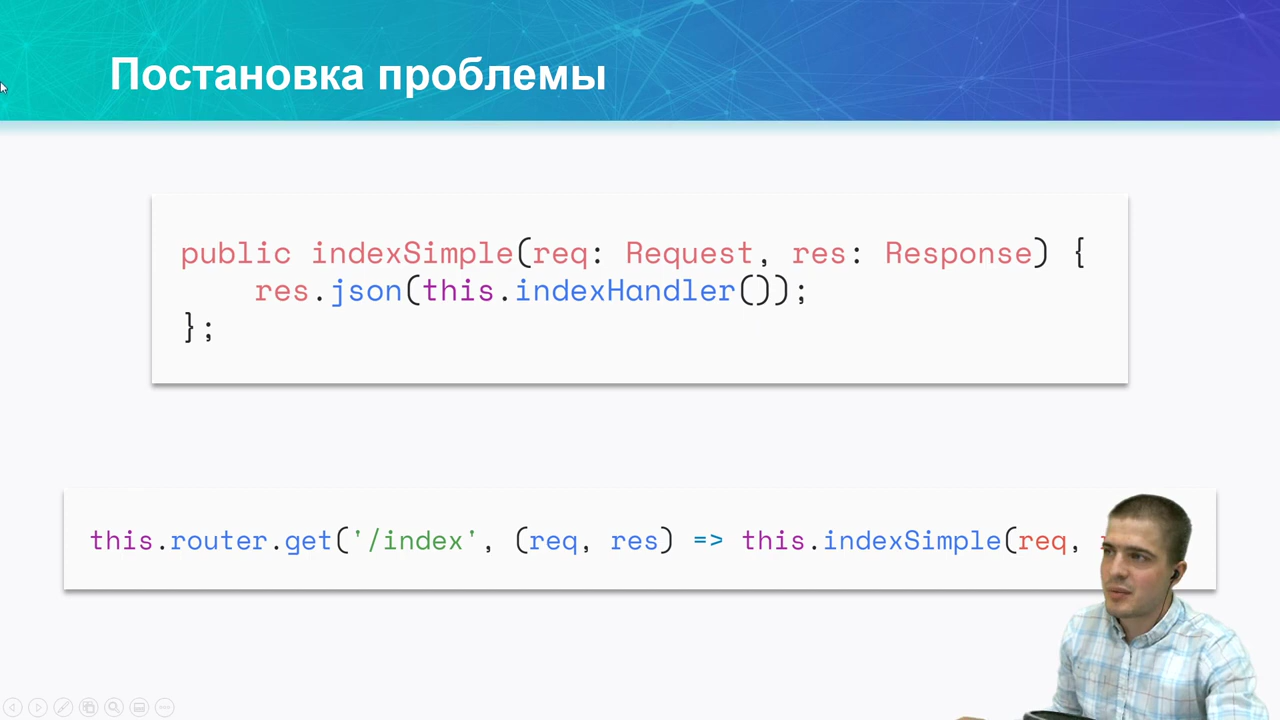 Постановка проблемы
public indexSimple(req: Request, res: Response) {
res.json(this.indexHandler());
};
this.router.get('/index', (req, res) => this.indexSimple(req,